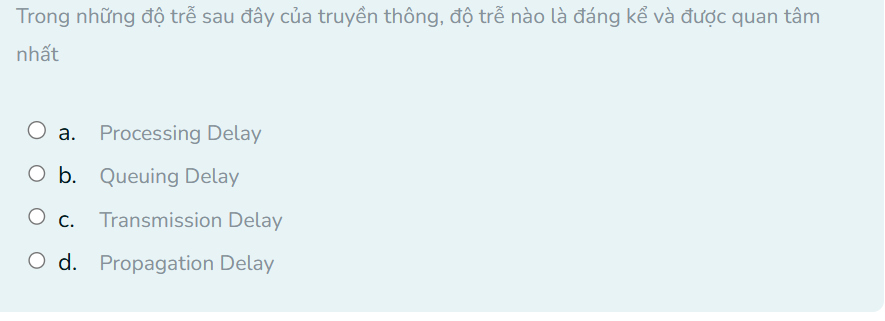 Trong những độ trễ sau đây của truyền thông, độ trễ nào là đáng kể và được quan tâm
nhất
a. Processing Delay
b. Queuing Delay
c. Transmission Delay
d. Propagation Delay